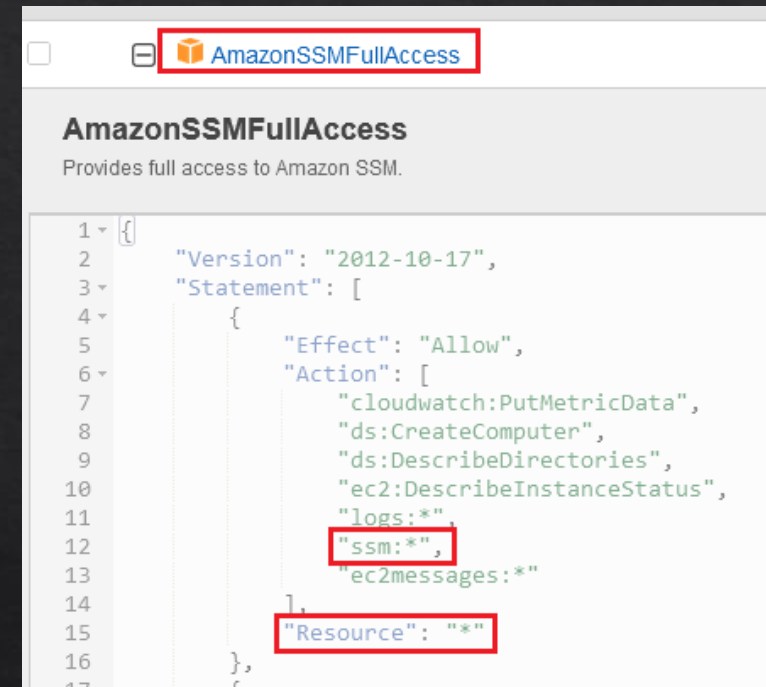 AmazonSSMFullAccess
AmazonSSMFullAccess
Provides full access to Amazon SSM.
1 {
2 "Version": "2012-10-17",
3 "Statement": [
4 {
5 "Effect": "Allow",
6 "Action": [
7 "cloudwatch:PutMetricData",
8 "ds:CreateComputer",
9 "ds:DescribeDirectories",
10 "ec2:DescribeInstanceStatus",
11 "logs:*",
12 "ssm:*",
13 "ec2messages:*"
14 ],
15 "Resource": "*"
16 },
17 {